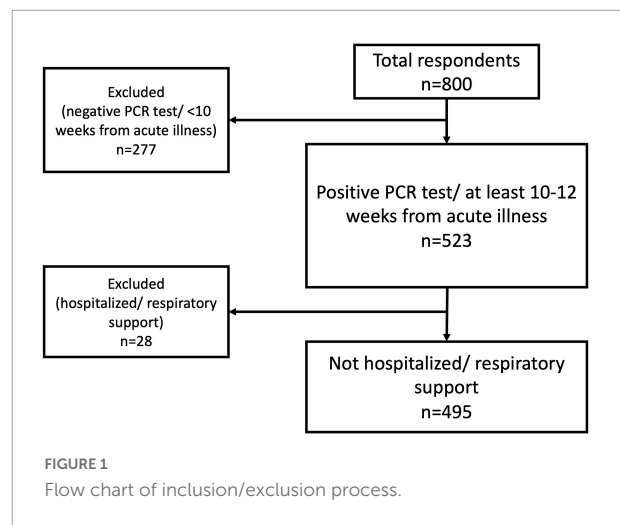 Total respondents
n=800
Excluded
(negative PCR test/ <10
weeks from acute illness)
n=277
Positive PCR test/ at least 10-12
weeks from acute illness
n=523
Excluded
(hospitalized/ respiratory
support)
n=28
Not hospitalized/ respiratory
support
n=495
FIGURE 1
Flow chart of inclusion/exclusion process.